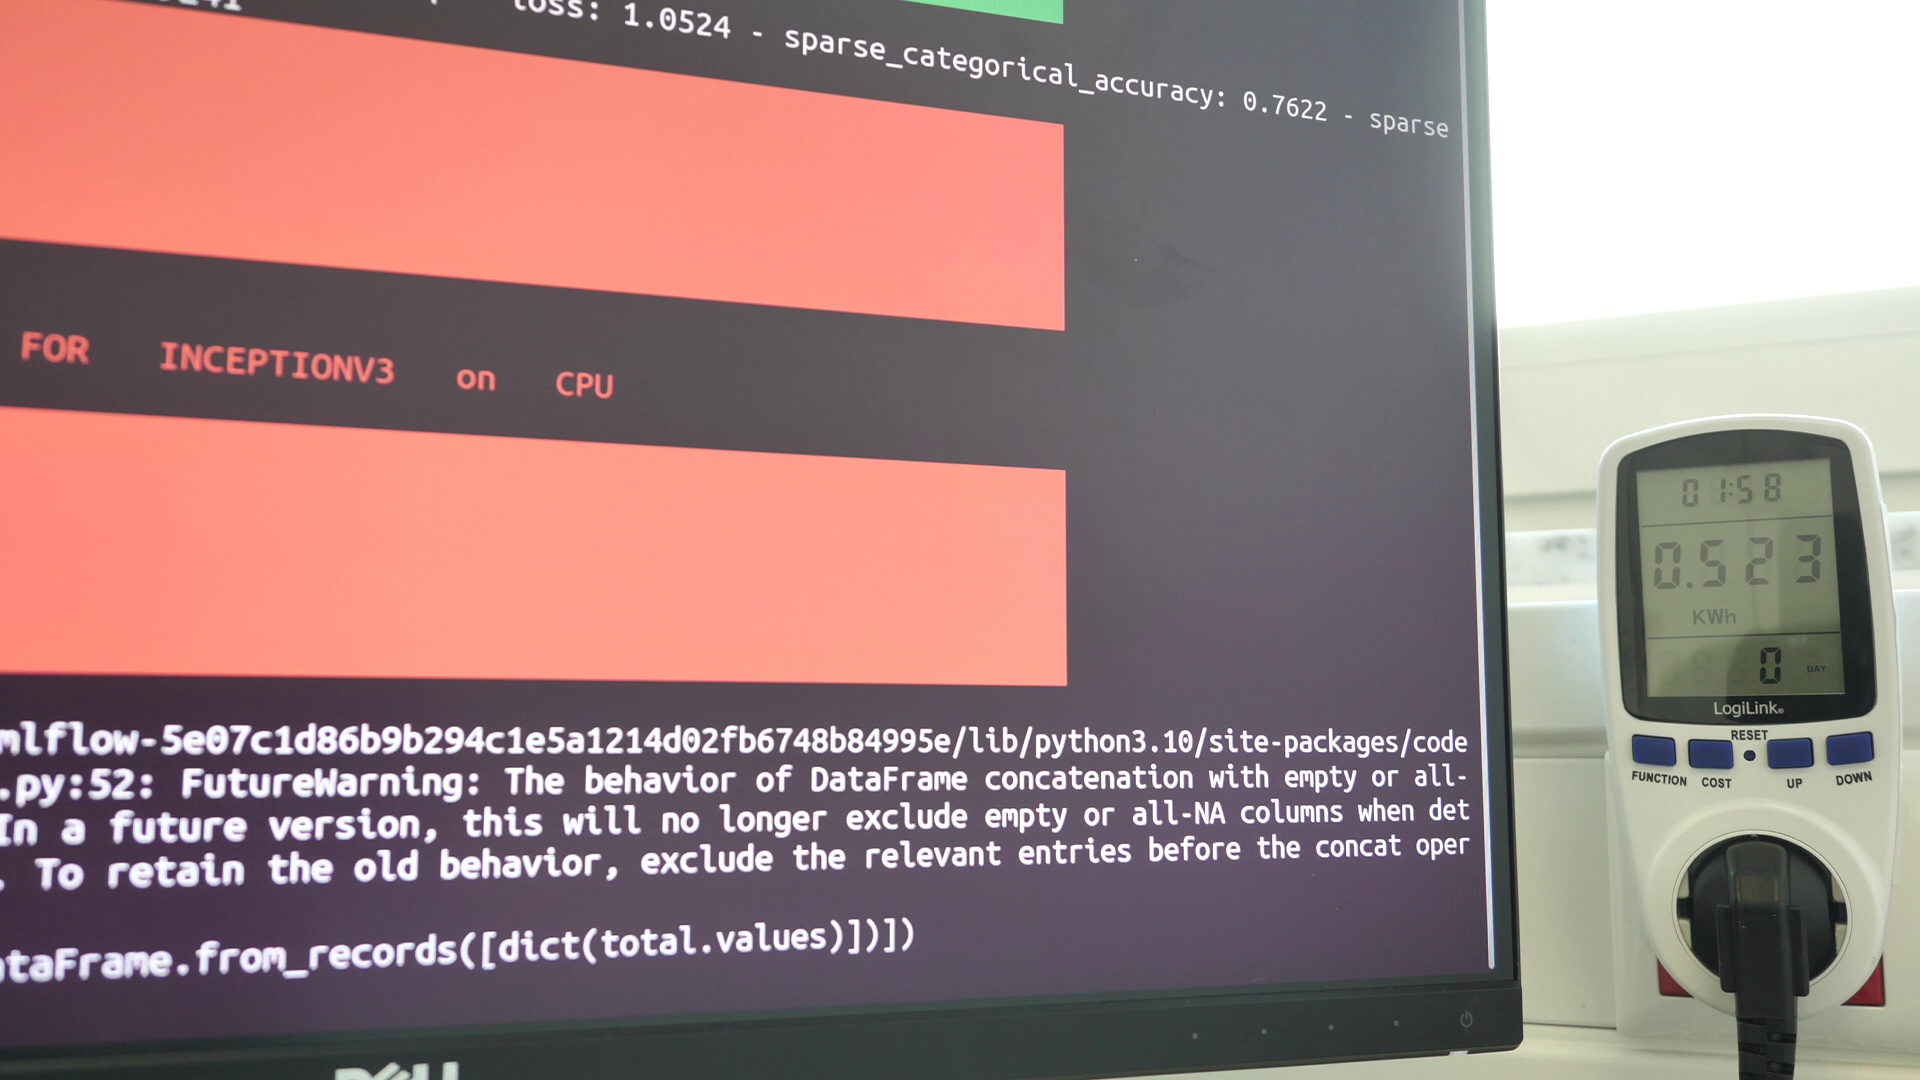 loss: 1.0524 - sparse_categorical_accuracy: 0.7622 - sparse
FOR INCEPTIONV3 on CPU
mlflow-5e07c1d86b9b294c1e5a1214d02fb6748b84995e/lib/python3.10/site-packages/code
.py:52: FutureWarning: The behavior of DataFrame concatenation with empty or all-
In a future version, this will no longer exclude empty or all-NA columns when det
. To retain the old behavior, exclude the relevant entries before the concat oper
ataFrame.from_records([dict(total.values)])])
DELL
01:58
0.523
KWh
0 DAY
LogiLink
RESET
FUNCTION COST UP DOWN